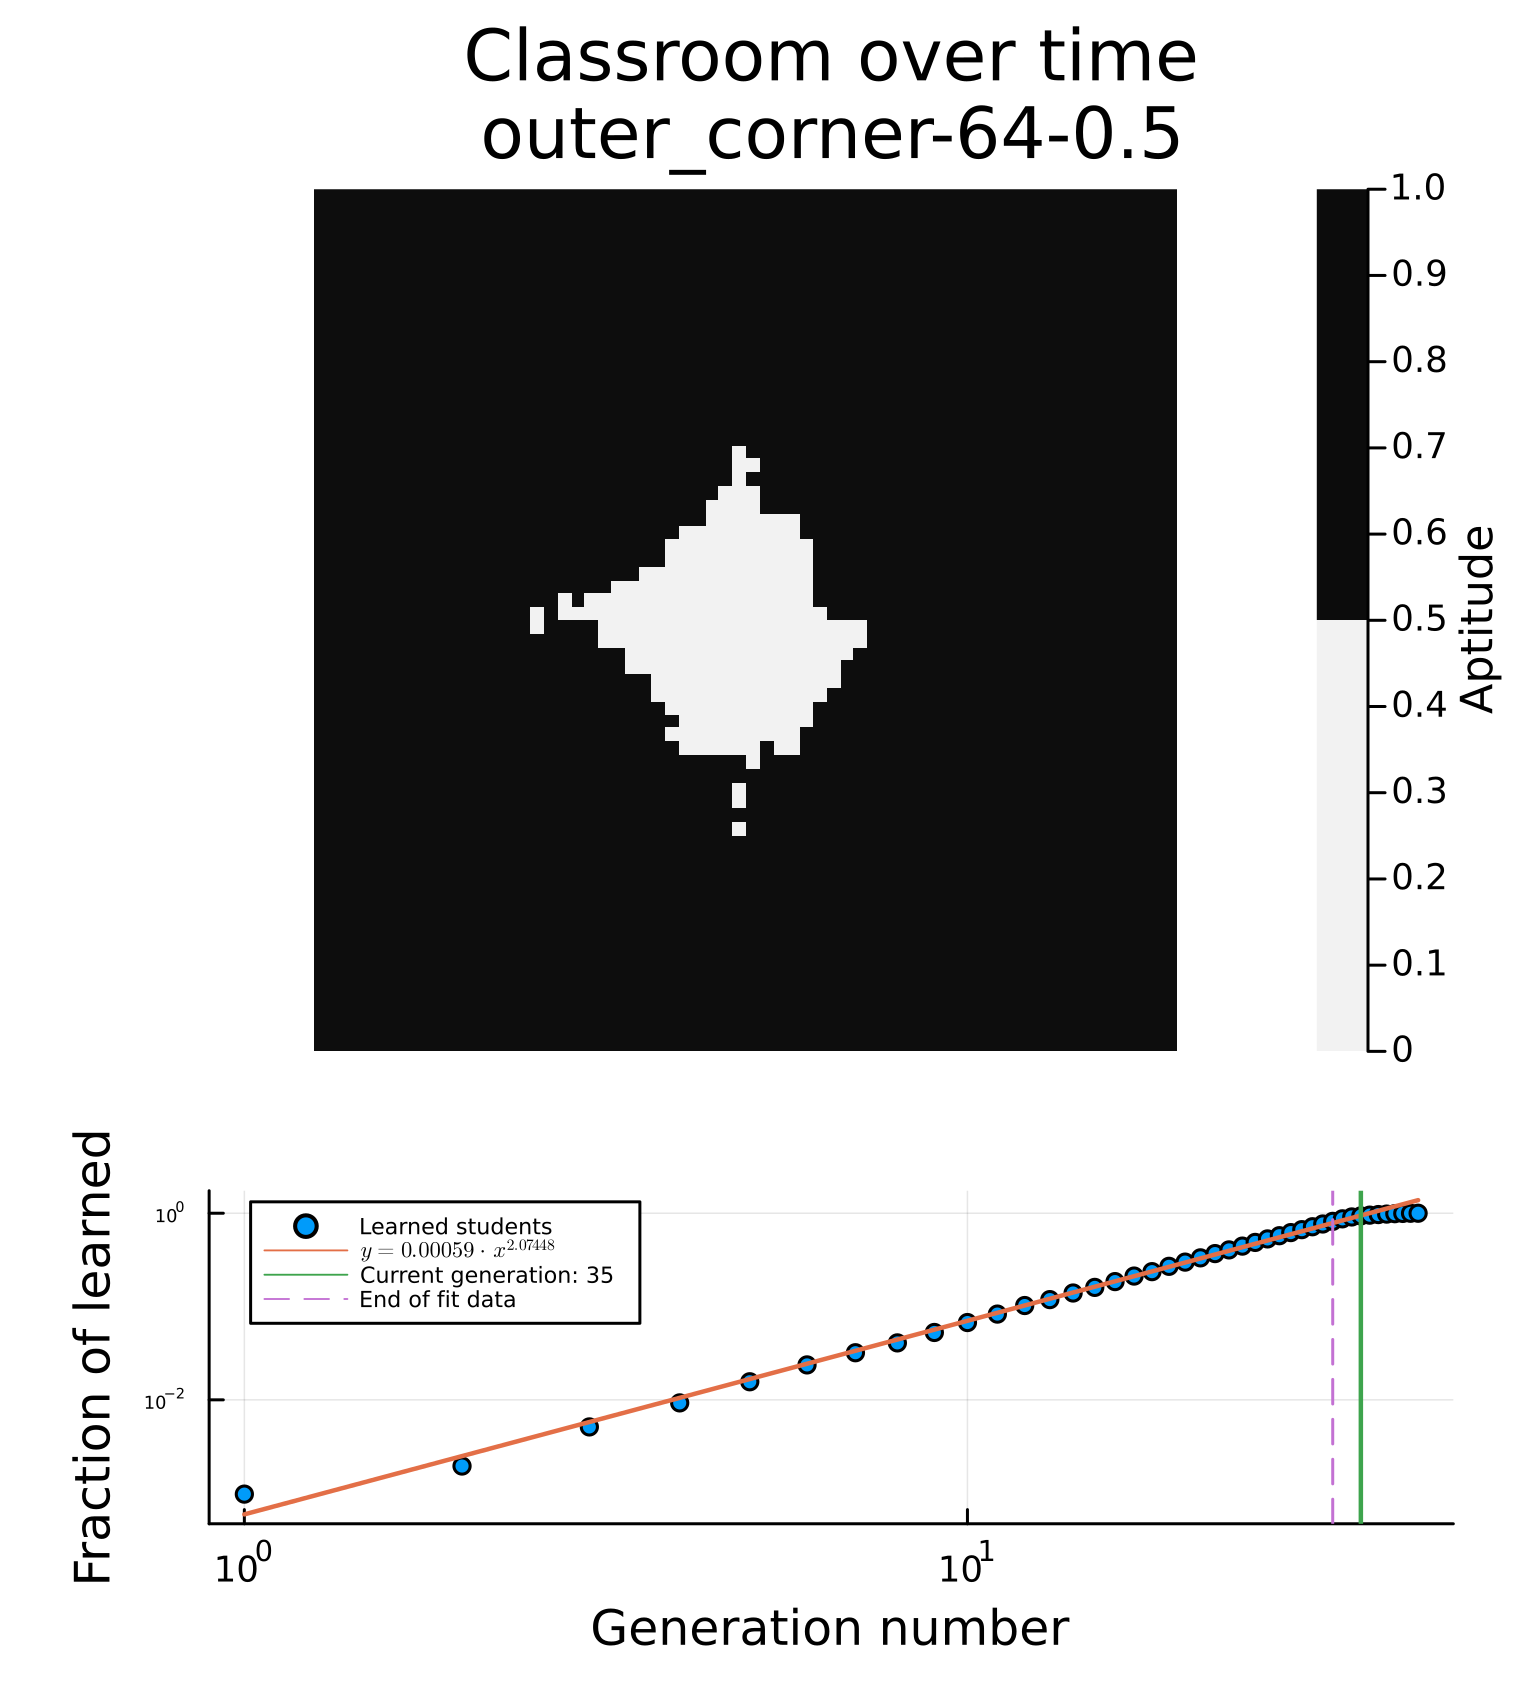 Classroom over time
outer_corner-64-0.5
1.0
0.9
0.8
0.7
0.6
0.5
0.4
0.3
0.2
0.1
0
Aptitude
Fraction of learned
10^0
10^-2
Learned students
y = 0.00059 · x^2.07448
Current generation: 35
End of fit data
10^0
10^1
Generation number